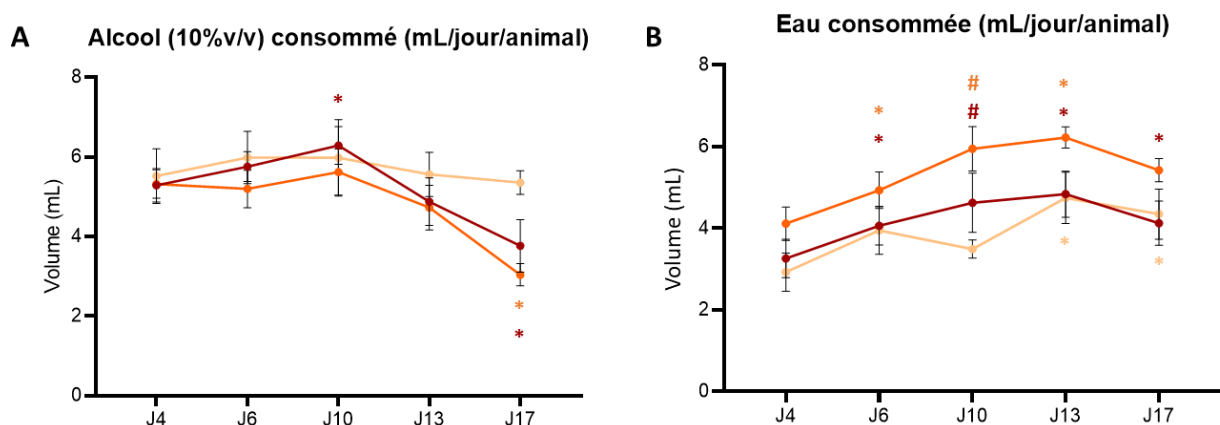 A
Alcool (10%v/v) consommé (mL/jour/animal)
Volume (mL)
8
6
4
2
0
J4 J6 J10 J13 J17
*
*
*
B
Eau consommée (mL/jour/animal)
Volume (mL)
8
6
4
2
0
J4 J6 J10 J13 J17
* # *
* # * *
* *